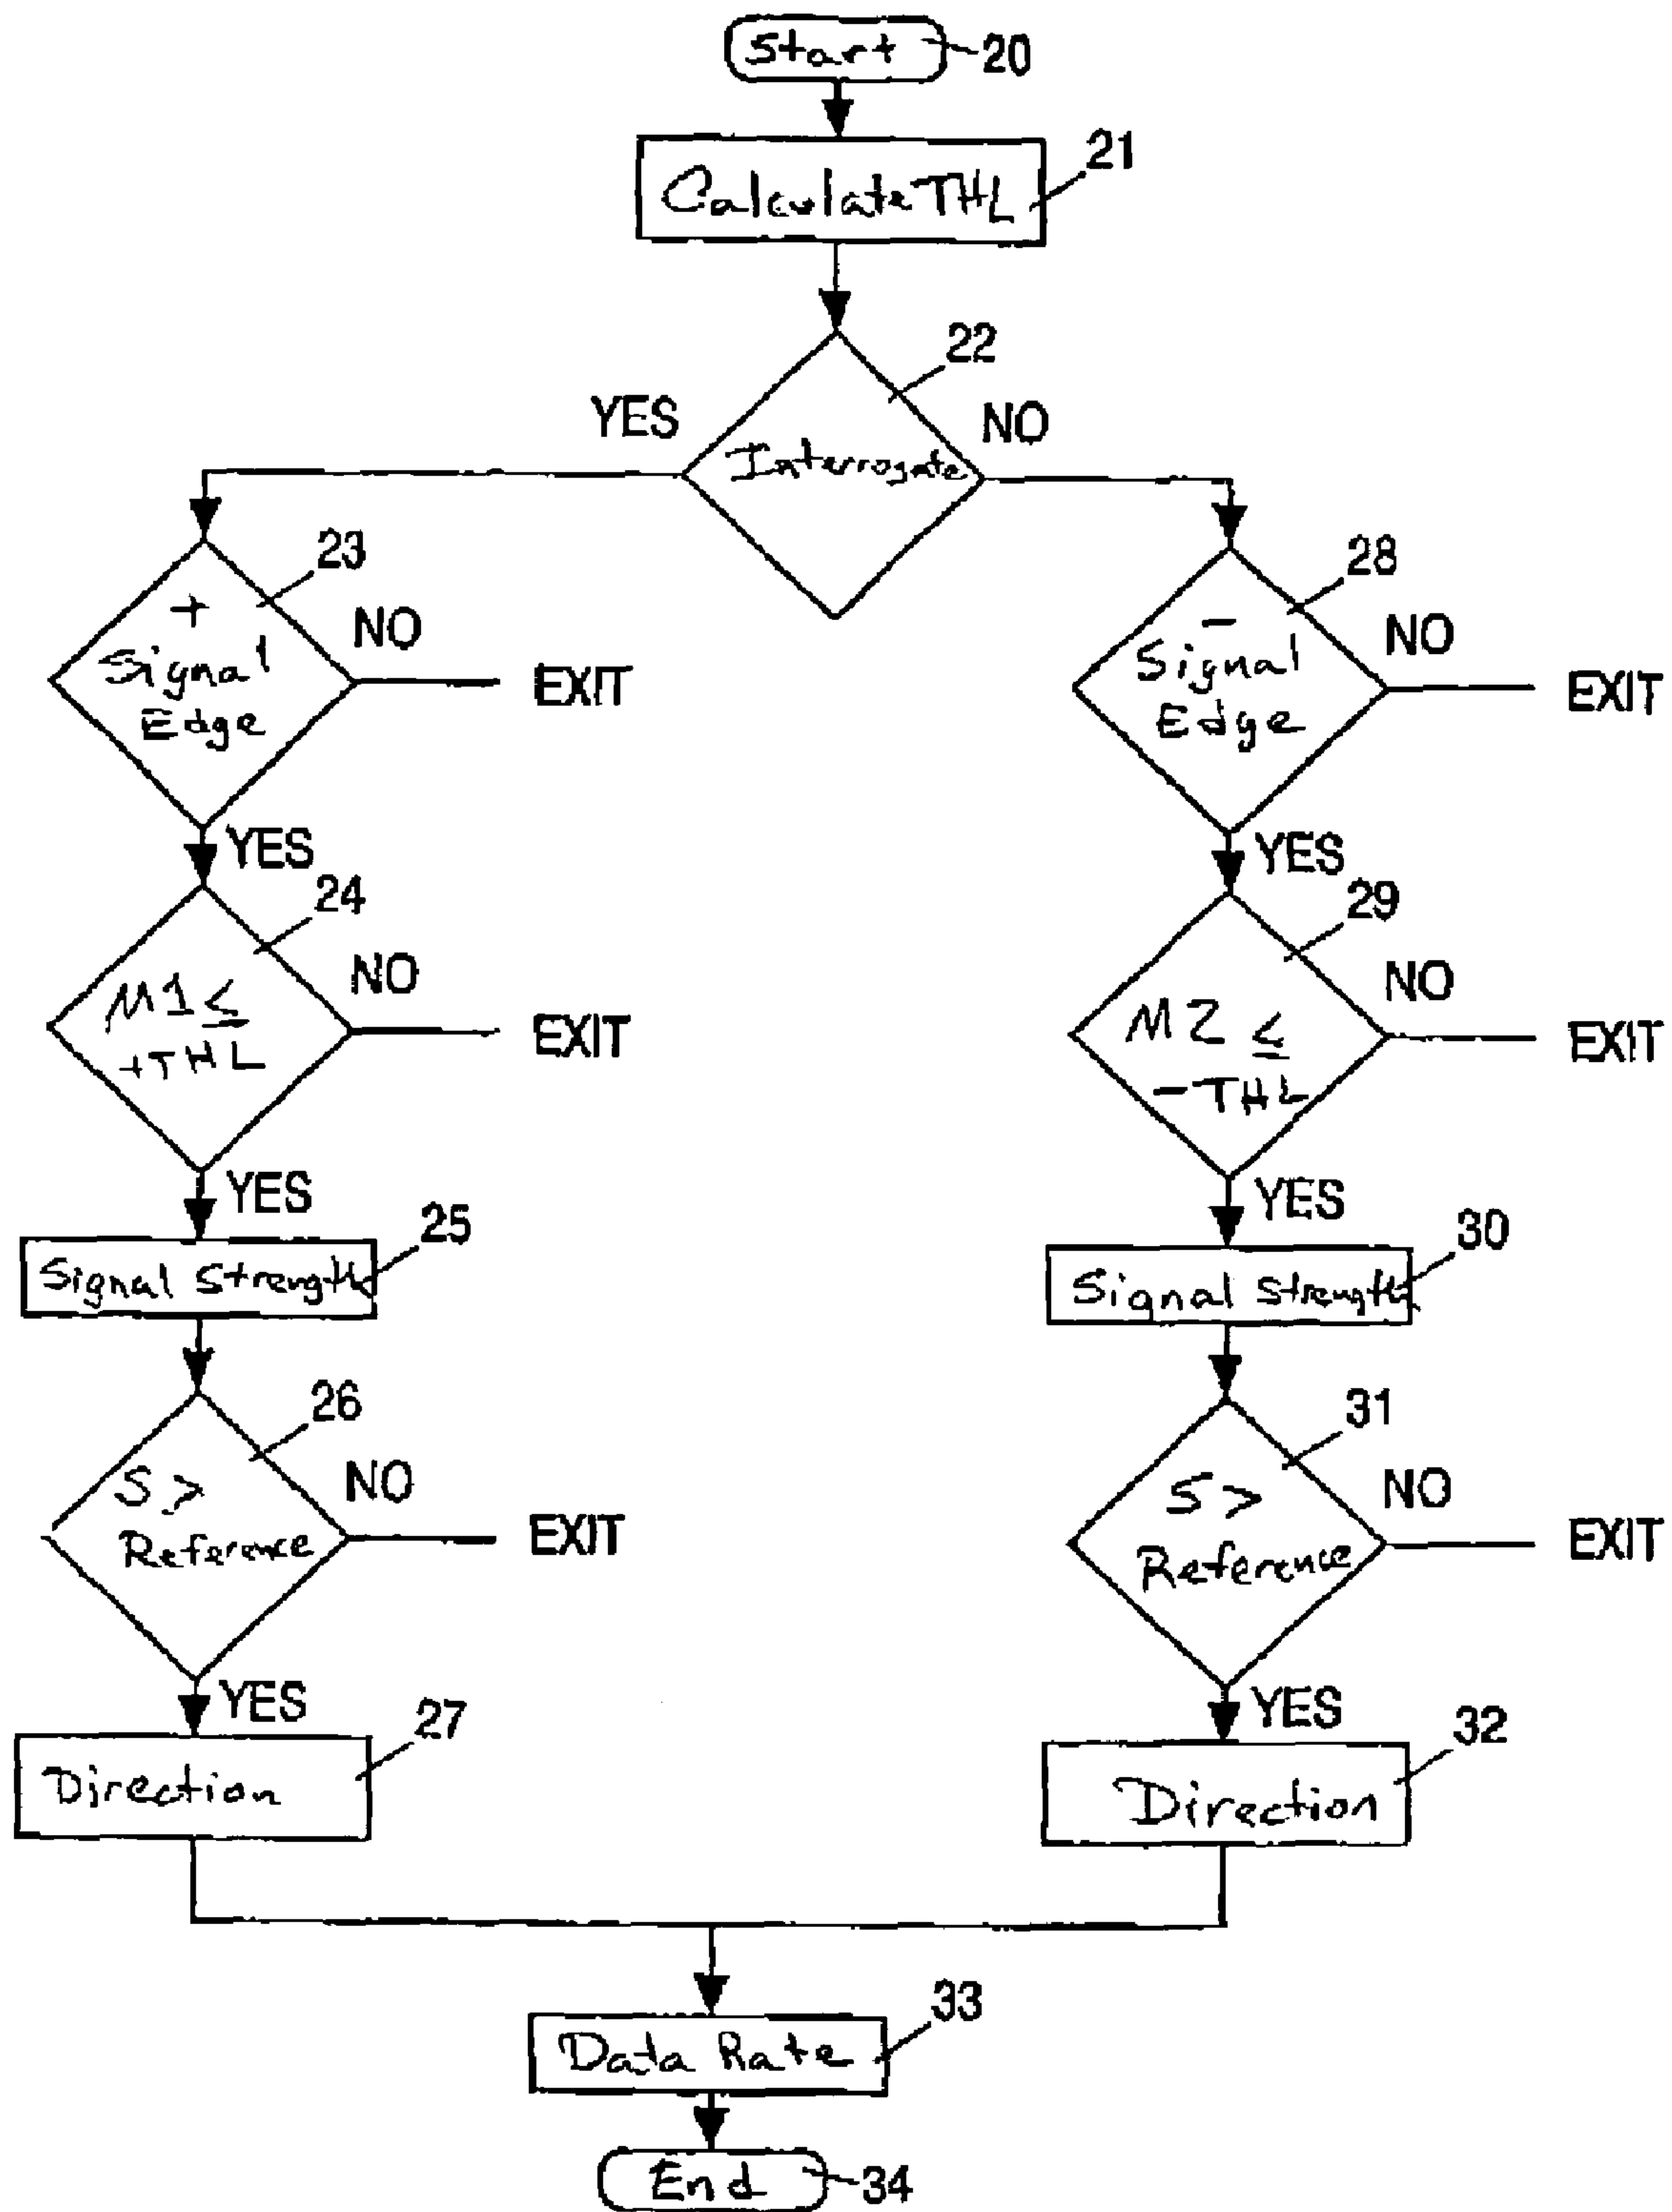 Start
20
Calculate THL
21
22
YES
NO
Interrogate
23
+
Signal
Edge
NO
EXIT
YES
28
−
Signal
Edge
NO
EXIT
YES
24
M1 ≤
+THL
NO
EXIT
YES
29
M2 ≤
−THL
NO
EXIT
YES
25
Signal Strength
30
Signal Strength
26
S >
Reference
NO
EXIT
YES
31
S >
Reference
NO
EXIT
YES
27
Direction
32
Direction
33
Data Rate
End
34